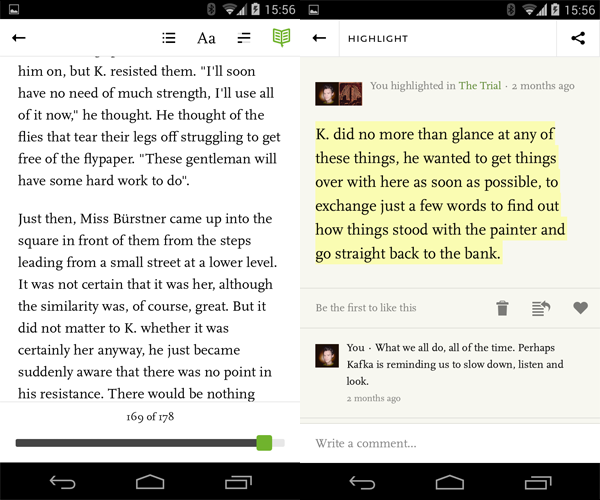 15:56
Aa
him on, but K. resisted them. "I'll soon
have no need of much strength, I'll use all
of it now," he thought. He thought of the
flies that tear their legs off struggling to get
free of the flypaper. "These gentleman will
have some hard work to do".
Just then, Miss Bürstner came up into the
square in front of them from the steps
leading from a small street at a lower level.
It was not certain that it was her, although
the similarity was, of course, great. But it
did not matter to K. whether it was
certainly her anyway, he just became
suddenly aware that there was no point in
his resistance. There would be nothing
169 of 178
15:56
HIGHLIGHT
You highlighted in The Trial · 2 months ago
K. did no more than glance at any of
these things, he wanted to get things
over with here as soon as possible, to
exchange just a few words to find out
how things stood with the painter and
go straight back to the bank.
Be the first to like this
You · What we all do, all of the time. Perhaps
Kafka is reminding us to slow down, listen and
look.
2 months ago
Write a comment...